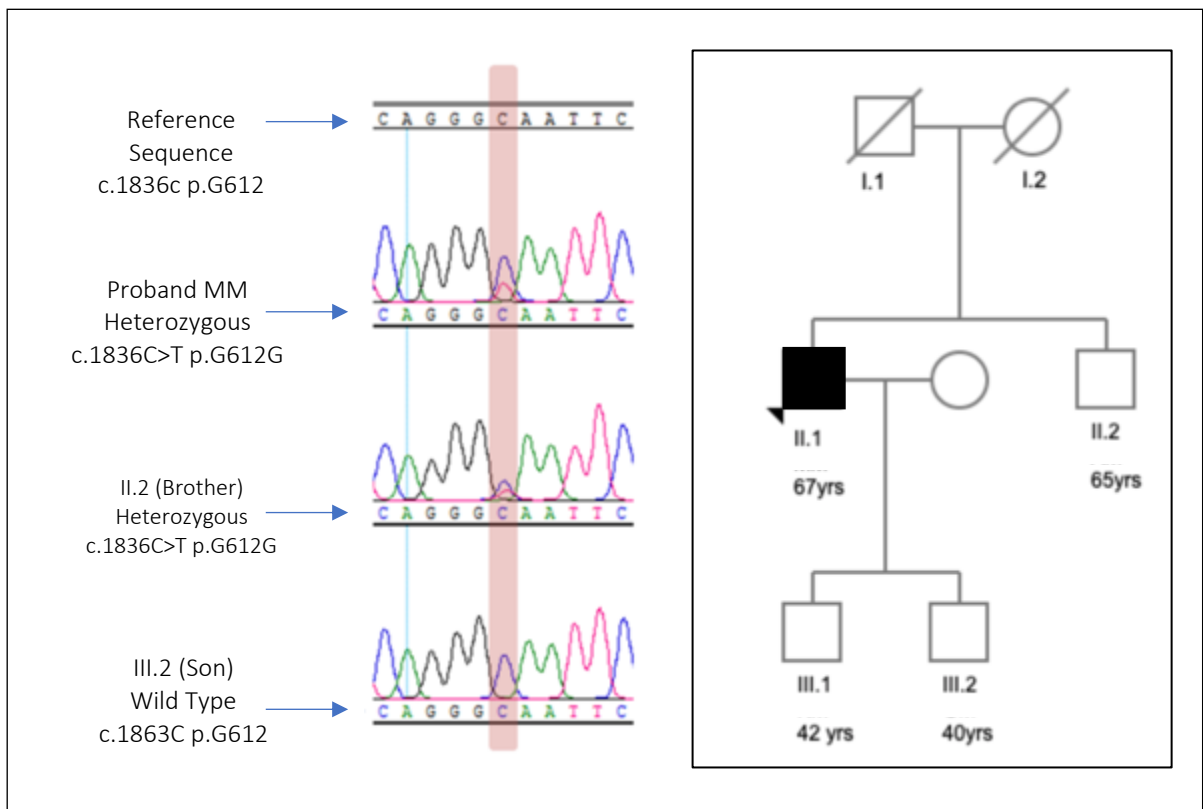 Reference
Sequence
c.1836c p.G612
C A G G G C A A T T C
Proband MM
Heterozygous
c.1836C>T p.G612G
C A G G G C A A T T C
II.2 (Brother)
Heterozygous
c.1836C>T p.G612G
C A G G G C A A T T C
III.2 (Son)
Wild Type
c.1863C p.G612
C A G G G C A A T T C
I.1
I.2
II.1
67yrs
II.2
65yrs
III.1
42 yrs
III.2
40yrs